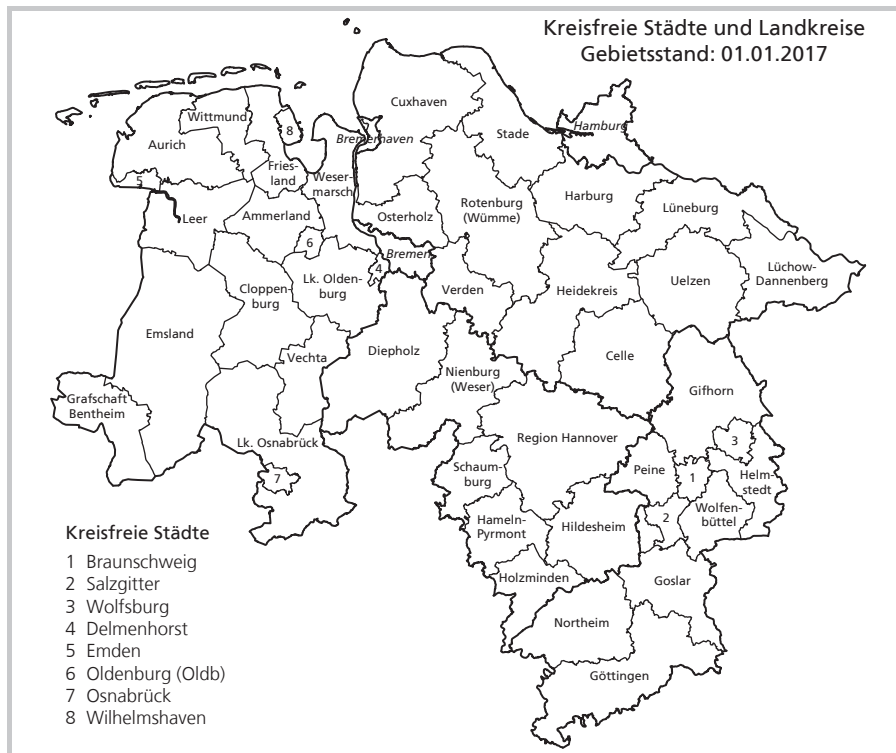 Kreisfreie Städte und Landkreise
Gebietsstand: 01.01.2017
Cuxhaven
Wittmund
8
Stade
Hamburg
Aurich
Bremerhaven
Fries-
land
Weser-
marsch
5
Harburg
Rotenburg
(Wümme)
Lüneburg
Leer
Ammerland
Osterholz
6
Bremen
4
Lüchow-
Dannenberg
Lk. Olden-
burg
Uelzen
Cloppen-
burg
Verden
Heidekreis
Emsland
Vechta
Diepholz
Celle
Nienburg
(Weser)
Gifhorn
Grafschaft
Bentheim
Lk. Osnabrück
Region Hannover
3
7
Schaum-
burg
Peine
1
Helm-
stedt
Wolfen-
büttel
2
Hameln-
Pyrmont
Hildesheim
Holzminden
Goslar
Northeim
Göttingen
Kreisfreie Städte
1 Braunschweig
2 Salzgitter
3 Wolfsburg
4 Delmenhorst
5 Emden
6 Oldenburg (Oldb)
7 Osnabrück
8 Wilhelmshaven